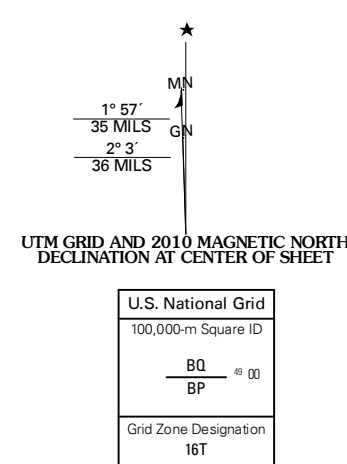 ★
MN
1° 57´
35 MILS
GN
2° 3´
36 MILS
UTM GRID AND 2010 MAGNETIC NORTH
DECLINATION AT CENTER OF SHEET
U.S. National Grid
100,000-m Square ID
BQ
49 00
BP
Grid Zone Designation
16T